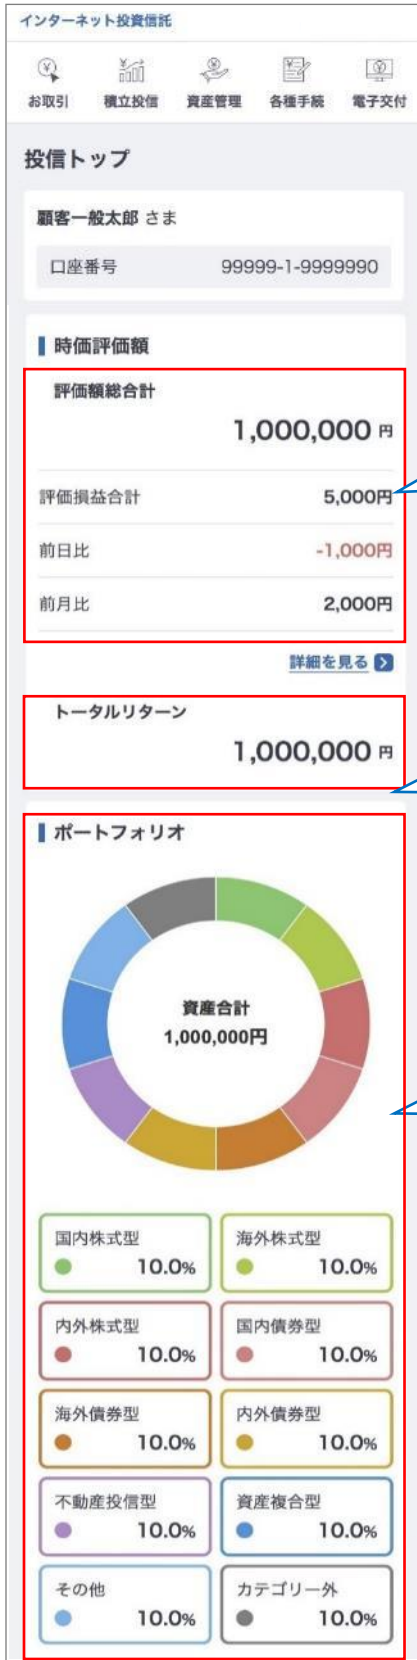 インターネット投資信託
お取引 積立投信 資産管理 各種手続 電子交付
投信トップ
顧客一般太郎 さま
口座番号 99999-1-9999990
時価評価額
評価額総合計
1,000,000 円
評価損益合計 5,000円
前日比 -1,000円
前月比 2,000円
詳細を見る
トータルリターン
1,000,000 円
ポートフォリオ
資産合計
1,000,000円
国内株式型 海外株式型
10.0% 10.0%
内外株式型 国内債券型
10.0% 10.0%
海外債券型 内外債券型
10.0% 10.0%
不動産投信型 資産複合型
10.0% 10.0%
その他 カテゴリー外
10.0% 10.0%